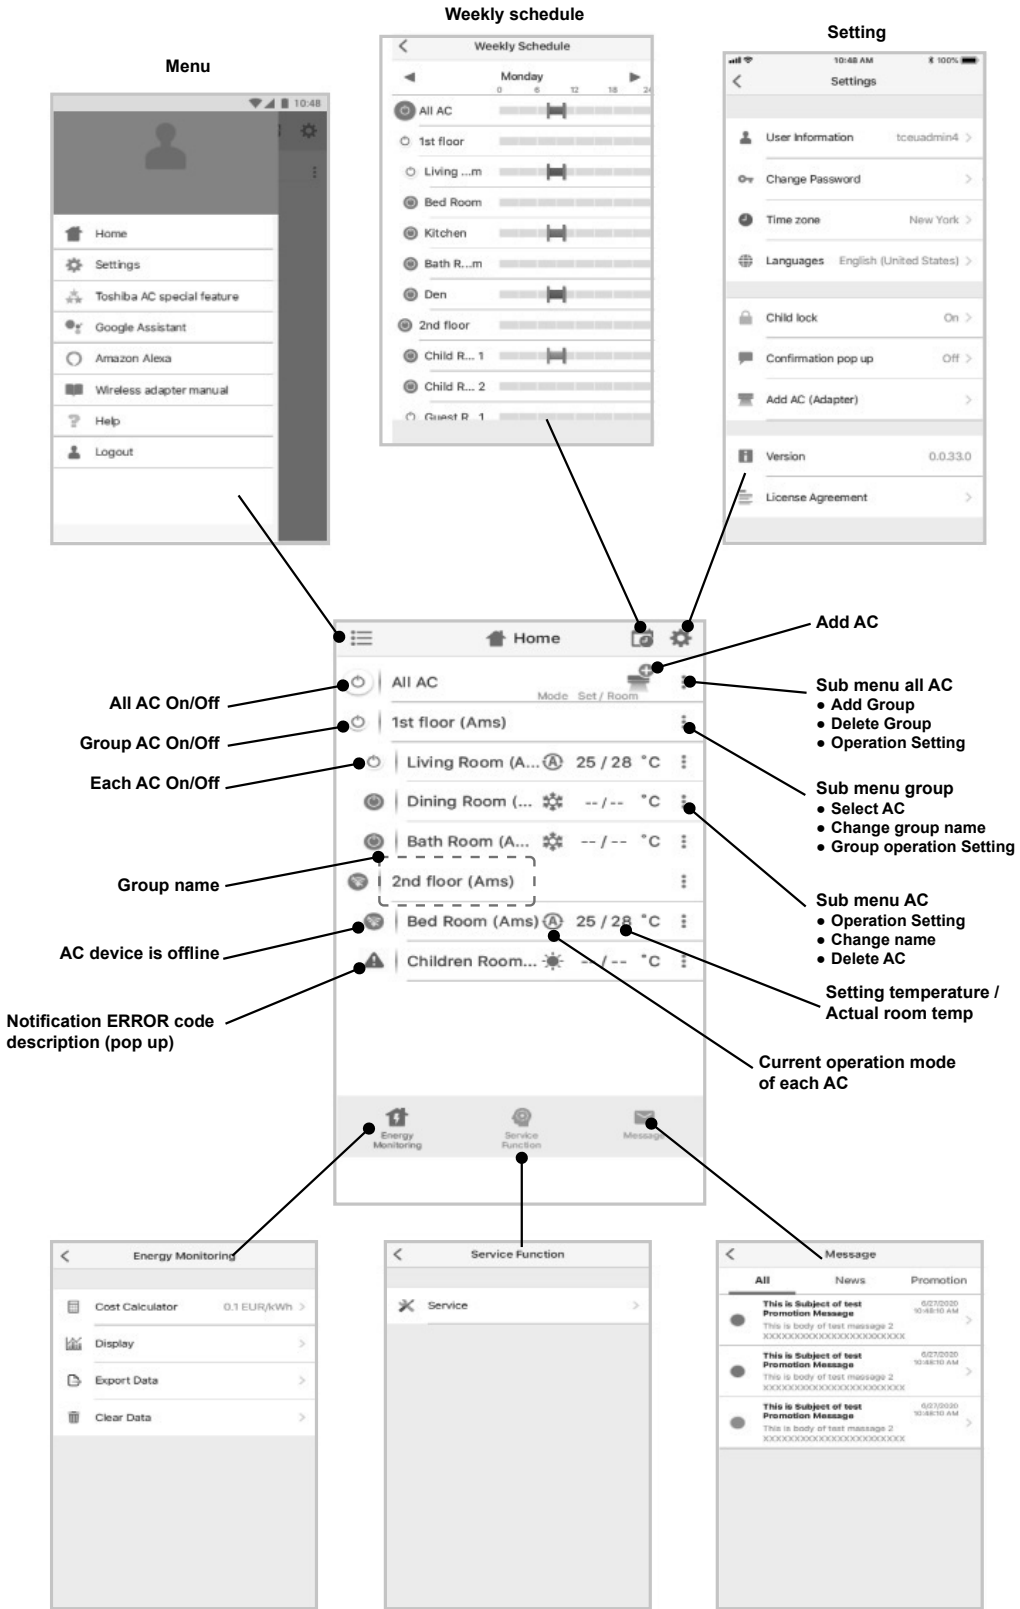 Weekly schedule
Setting
Menu
10:48
Home
Settings
Toshiba AC special feature
Google Assistant
Amazon Alexa
Wireless adapter manual
Help
Logout
Weekly Schedule
Monday
0 6 12 18 24
All AC
1st floor
Living ...m
Bed Room
Kitchen
Bath R...m
Den
2nd floor
Child R... 1
Child R... 2
Guest R 1
10:48 AM 100%
Settings
User Information tceuadmin4
Change Password
Time zone New York
Languages English (United States)
Child lock On
Confirmation pop up Off
Add AC (Adapter)
Version 0.0.33.0
License Agreement
Home
All AC
Mode Set / Room
1st floor (Ams)
Living Room (A... A 25 / 28 °C
Dining Room (... -- / -- °C
Bath Room (A... -- / -- °C
2nd floor (Ams)
Bed Room (Ams) A 25 / 28 °C
Children Room... -- / -- °C
Energy
Monitoring
Service
Function
Message
All AC On/Off
Group AC On/Off
Each AC On/Off
Group name
AC device is offline
Notification ERROR code
description (pop up)
Add AC
Sub menu all AC
● Add Group
● Delete Group
● Operation Setting
Sub menu group
● Select AC
● Change group name
● Group operation Setting
Sub menu AC
● Operation Setting
● Change name
● Delete AC
Setting temperature /
Actual room temp
Current operation mode
of each AC
Energy Monitoring
Cost Calculator 0.1 EUR/kWh
Display
Export Data
Clear Data
Service Function
Service
Message
All News Promotion
This is Subject of test 6/27/2020
Promotion Message 10:48:10 AM
This is body of test massage 2
XXXXXXXXXXXXXXXXXXXXXXX
This is Subject of test 6/27/2020
Promotion Message 10:48:10 AM
This is body of test massage 2
XXXXXXXXXXXXXXXXXXXXXXX
This is Subject of test 6/27/2020
Promotion Message 10:48:10 AM
This is body of test massage 2
XXXXXXXXXXXXXXXXXXXXXXX